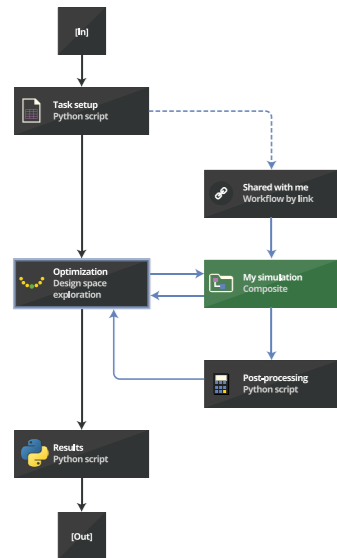 [In]
Task setup
Python script
Shared with me
Workflow by link
Optimization
Design space
exploration
My simulation
Composite
Post-processing
Python script
Results
Python script
[Out]